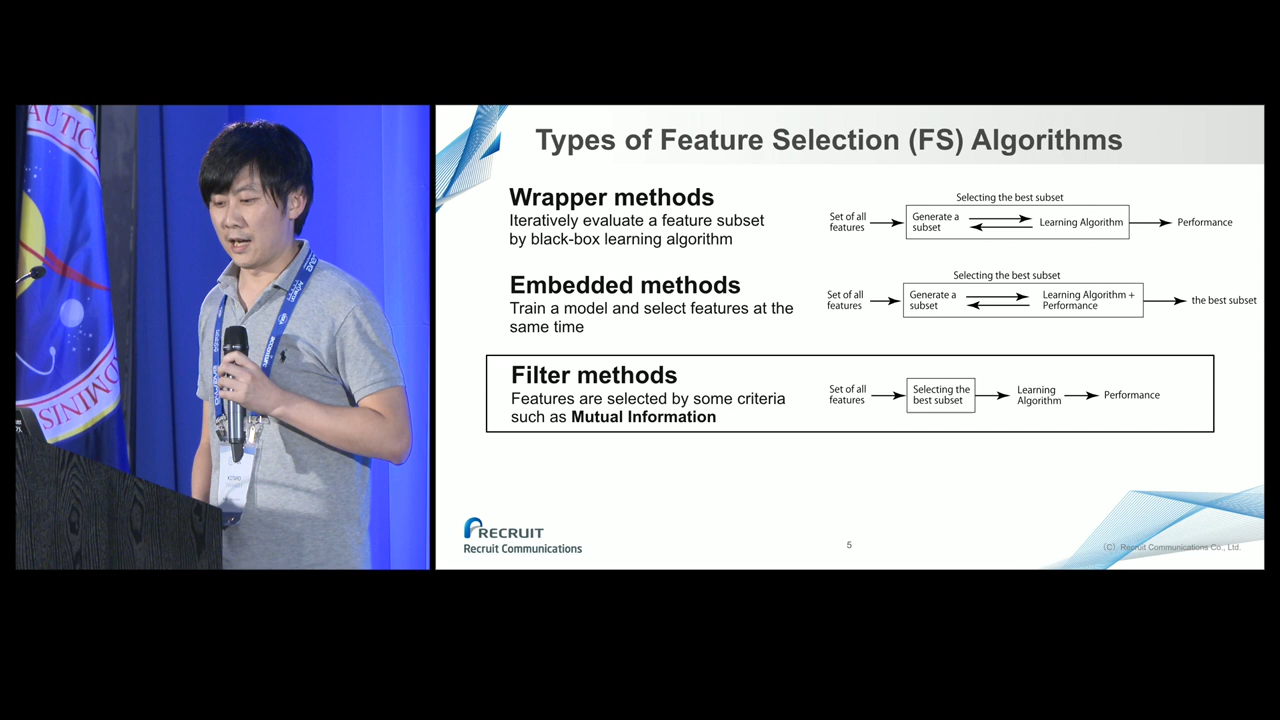 AUTICS
ADMINIS
Types of Feature Selection (FS) Algorithms
Wrapper methods
Iteratively evaluate a feature subset
by black-box learning algorithm
Selecting the best subset
Set of all
features
Generate a
subset
Learning Algorithm
Performance
Embedded methods
Train a model and select features at the
same time
Selecting the best subset
Set of all
features
Generate a
subset
Learning Algorithm +
Performance
the best subset
Filter methods
Features are selected by some criteria
such as Mutual Information
Set of all
features
Selecting the
best subset
Learning
Algorithm
Performance
RECRUIT
Recruit Communications
5
(C). Recruit Communications Co., Ltd.